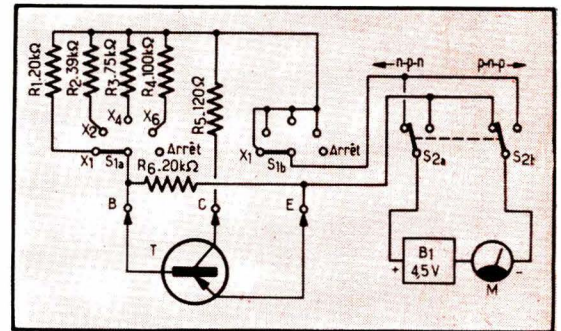 R1.20kΩ
R2.39kΩ
R3.75kΩ
R4.100kΩ
R5.120Ω
n-p-n
p-n-p
X2
X4
X6
Arrêt
X1
S1a
X1
S1b
Arrêt
R6.20kΩ
S2a
S2b
B
C
E
T
B1
4,5 V
+
M
-